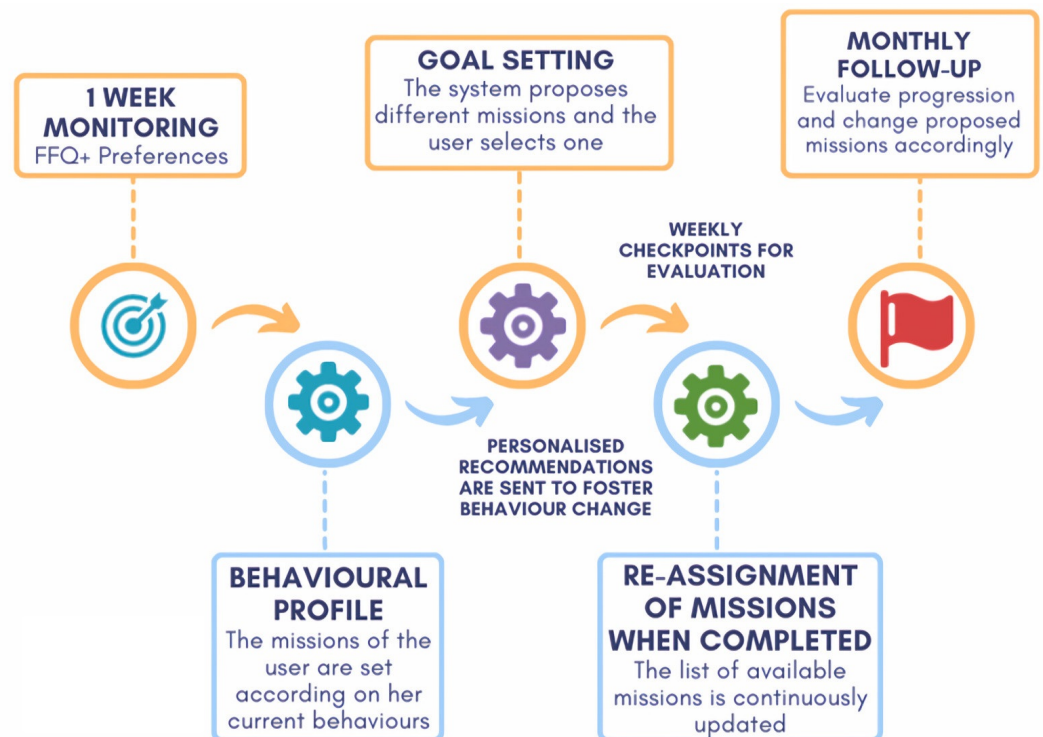 1 WEEK
MONITORING
FFQ+ Preferences
GOAL SETTING
The system proposes
different missions and the
user selects one
MONTHLY
FOLLOW-UP
Evaluate progression
and change proposed
missions accordingly
WEEKLY
CHECKPOINTS FOR
EVALUATION
PERSONALISED
RECOMMENDATIONS
ARE SENT TO FOSTER
BEHAVIOUR CHANGE
BEHAVIOURAL
PROFILE
The missions of the
user are set
according on her
current behaviours
RE-ASSIGNMENT
OF MISSIONS
WHEN COMPLETED
The list of available
missions is continuously
updated